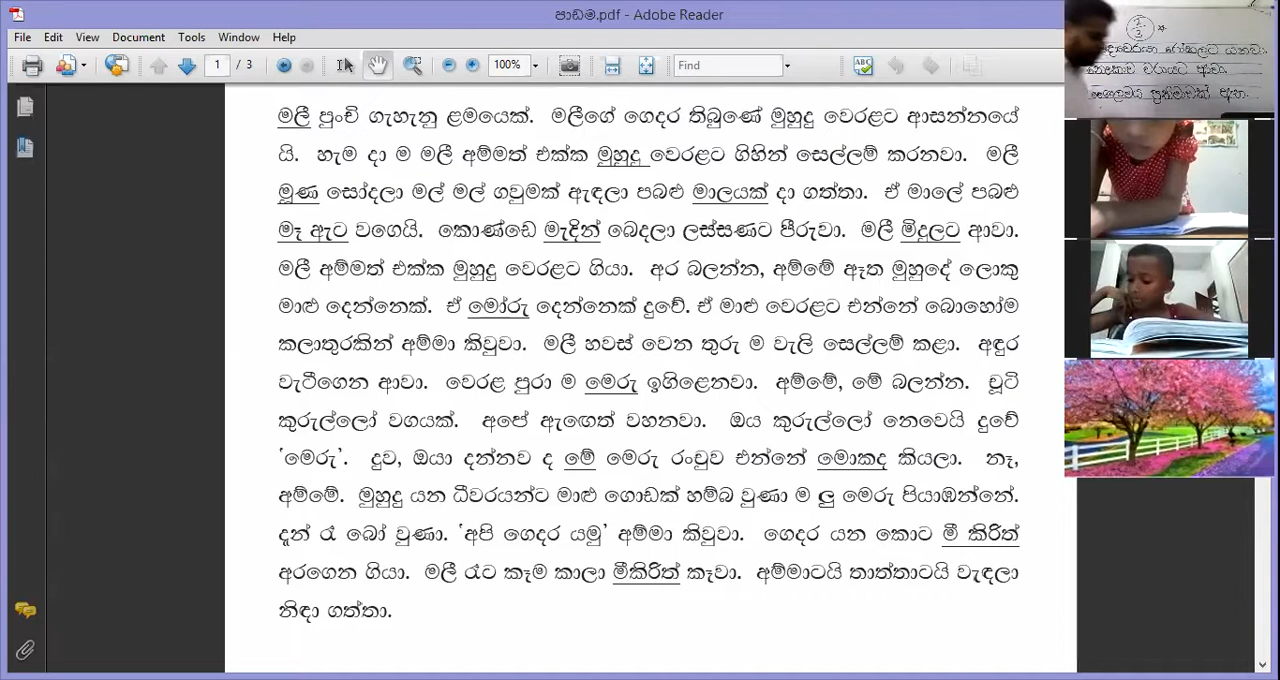 පාඩම.pdf - Adobe Reader
File Edit View Document Tools Window Help
1 / 3 100% Find
මලී පුංචි ගැහැනු ළමයෙක්. මලීගේ ගෙදර තිබුණේ මුහුදු වෙරළට ආසන්නයේ
යි. හැම දා ම මලී අම්මත් එක්ක මුහුදු වෙරළට ගිහින් සෙල්ලම් කරනවා. මලී
මූණ සෝදලා මල් මල් ගවුමක් ඇඳලා පබළු මාලයක් දා ගත්තා. ඒ මාලේ පබළු
මෑ ඇට වගෙයි. කොණ්ඩෙ මැදින් බෙදලා ලස්සණට පීරුවා. මලී මිදුලට ආවා.
මලී අම්මත් එක්ක මුහුදු වෙරළට ගියා. අර බලන්න, අම්මේ ඈත මුහුදේ ලොකු
මාළු දෙන්නෙක්. ඒ මෝරු දෙන්නෙක් දුවේ. ඒ මාළු වෙරළට එන්නේ බොහෝම
කලාතුරකින් අම්මා කිවුවා. මලී හවස් වෙන තුරු ම වැලි සෙල්ලම් කළා. අඳුර
වැටීගෙන ආවා. වෙරළ පුරා ම මෙරු ඉගිළෙනවා. අම්මේ, මේ බලන්න. චූටි
කුරුල්ලෝ වගයක්. අපේ ඇඟෙත් වහනවා. ඔය කුරුල්ලෝ නෙවෙයි දුවේ
‘මෙරු’. දුව, ඔයා දන්නව ද මේ මෙරු රංචුව එන්නේ මොකද කියලා. නෑ,
අම්මේ. මුහුදු යන ධීවරයන්ට මාළු ගොඩක් හම්බ වුණා ම ලු මෙරු පියාඹන්නේ.
දැන් රෑ බෝ වුණා. ‘අපි ගෙදර යමු’ අම්මා කිවුවා. ගෙදර යන කොට මී කිරිත්
අරගෙන ගියා. මලී රෑට කෑම කාලා මීකිරිත් කෑවා. අම්මාටයි තාත්තාටයි වැඳලා
නිඳා ගත්තා.